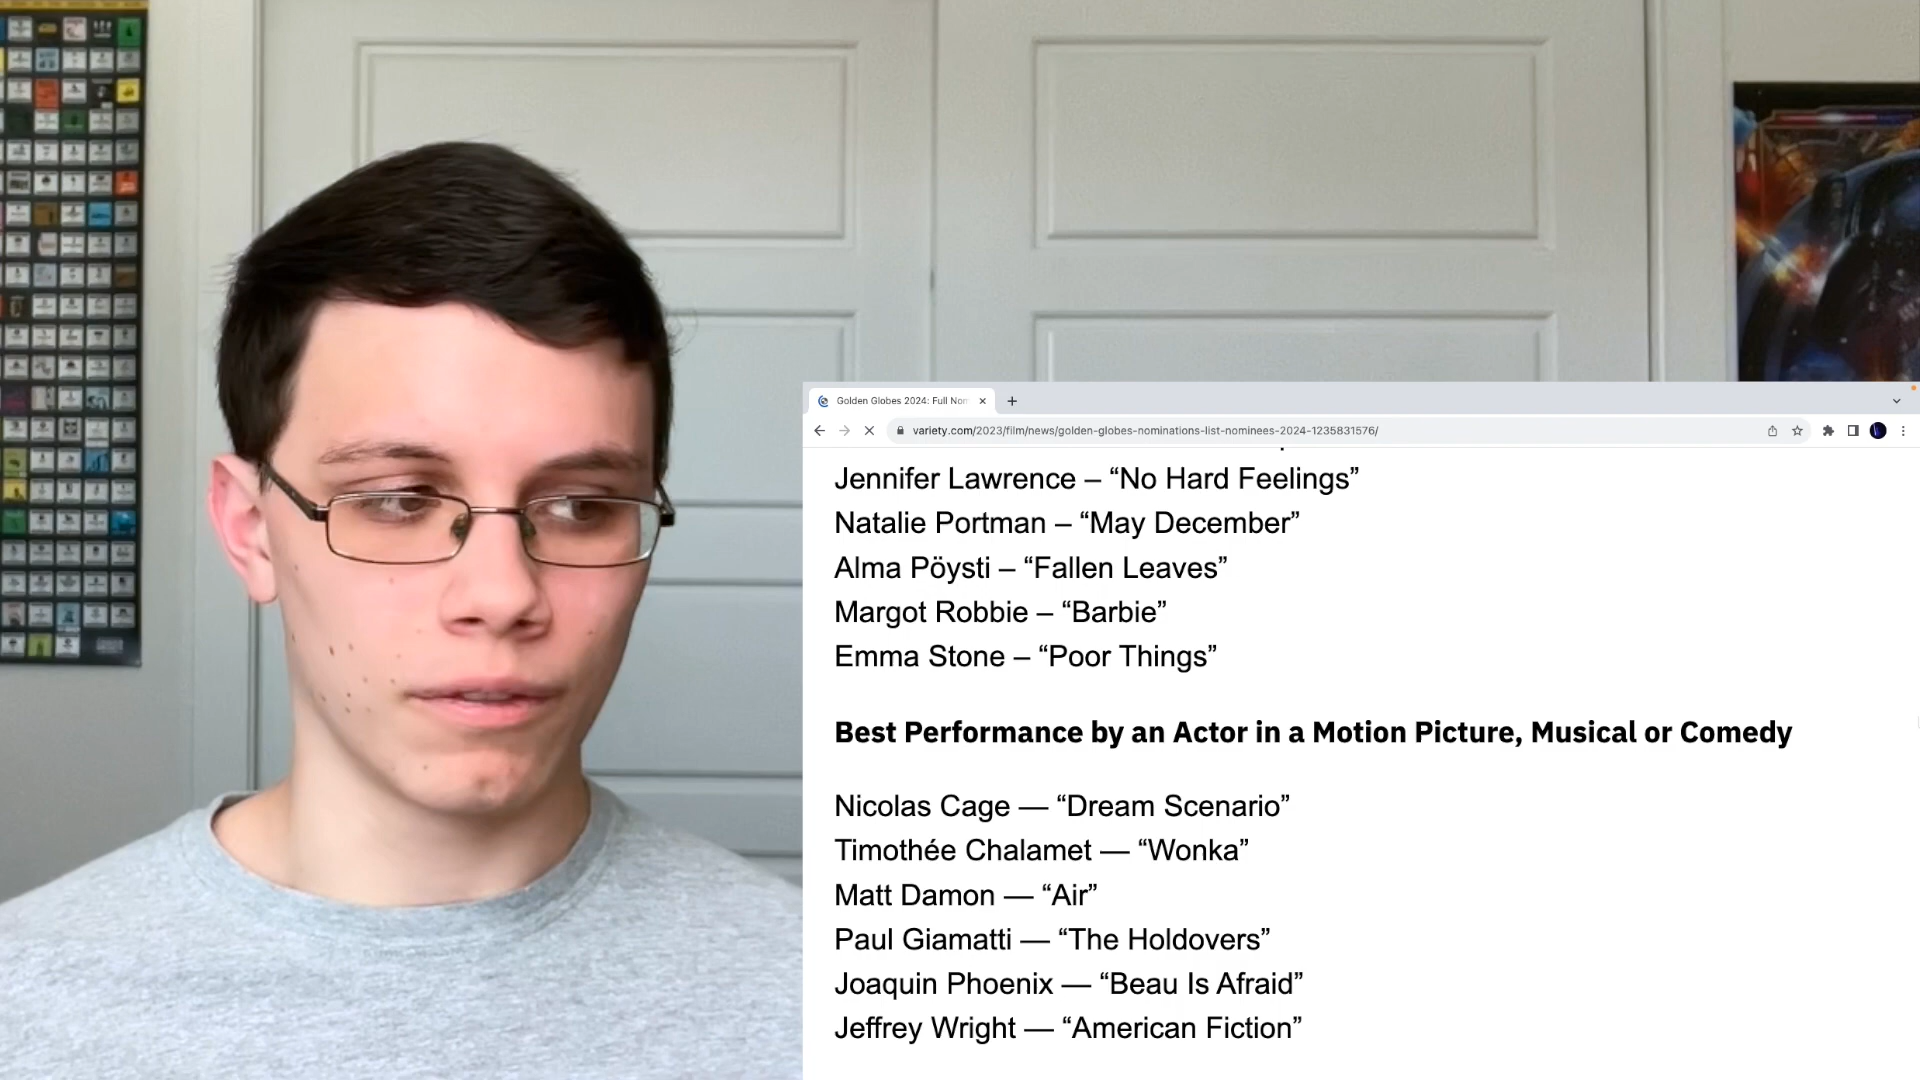 Golden Globes 2024: Full Nom
variety.com/2023/film/news/golden-globes-nominations-list-nominees-2024-1235831576/
Jennifer Lawrence – “No Hard Feelings”
Natalie Portman – “May December”
Alma Pöysti – “Fallen Leaves”
Margot Robbie – “Barbie”
Emma Stone – “Poor Things”
Best Performance by an Actor in a Motion Picture, Musical or Comedy
Nicolas Cage — “Dream Scenario”
Timothée Chalamet — “Wonka”
Matt Damon — “Air”
Paul Giamatti — “The Holdovers”
Joaquin Phoenix — “Beau Is Afraid”
Jeffrey Wright — “American Fiction”